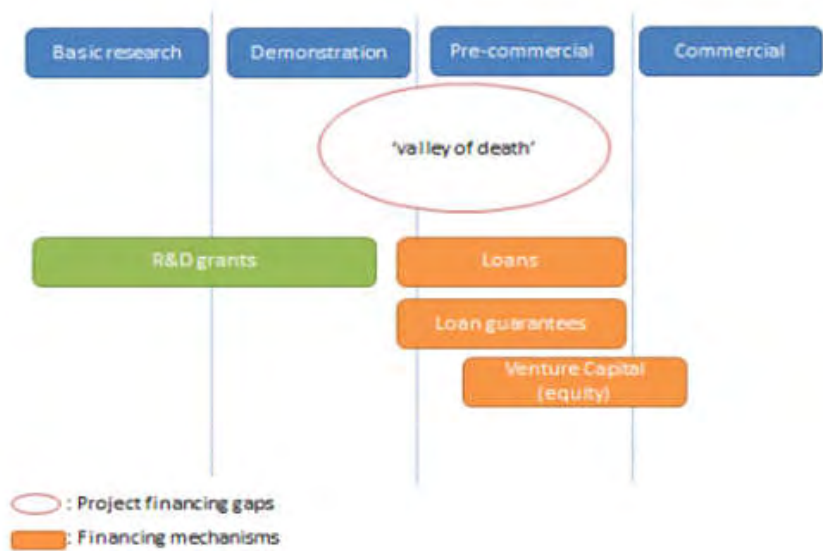 Basic research
Demonstration
Pre-commercial
Commercial
'valley of death'
R&D grants
Loans
Loan guarantees
Venture Capital
(equity)
: Project financing gaps
: Financing mechanisms